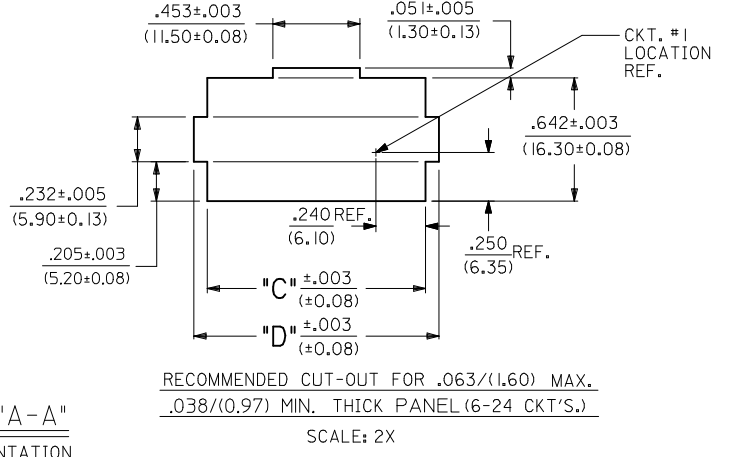 .453±.003
(11.50±0.08)
.051±.005
(1.30±0.13)
CKT. #1
LOCATION
REF.
.642±.003
(16.30±0.08)
.232±.005
(5.90±0.13)
.205±.003
(5.20±0.08)
.240 REF.
(6.10)
.250 REF.
(6.35)
"C" ±.003
(±0.08)
"D" ±.003
(±0.08)
RECOMMENDED CUT-OUT FOR .063/(1.60) MAX.
.038/(0.97) MIN. THICK PANEL (6-24 CKT'S.)
SCALE: 2X
"A-A"